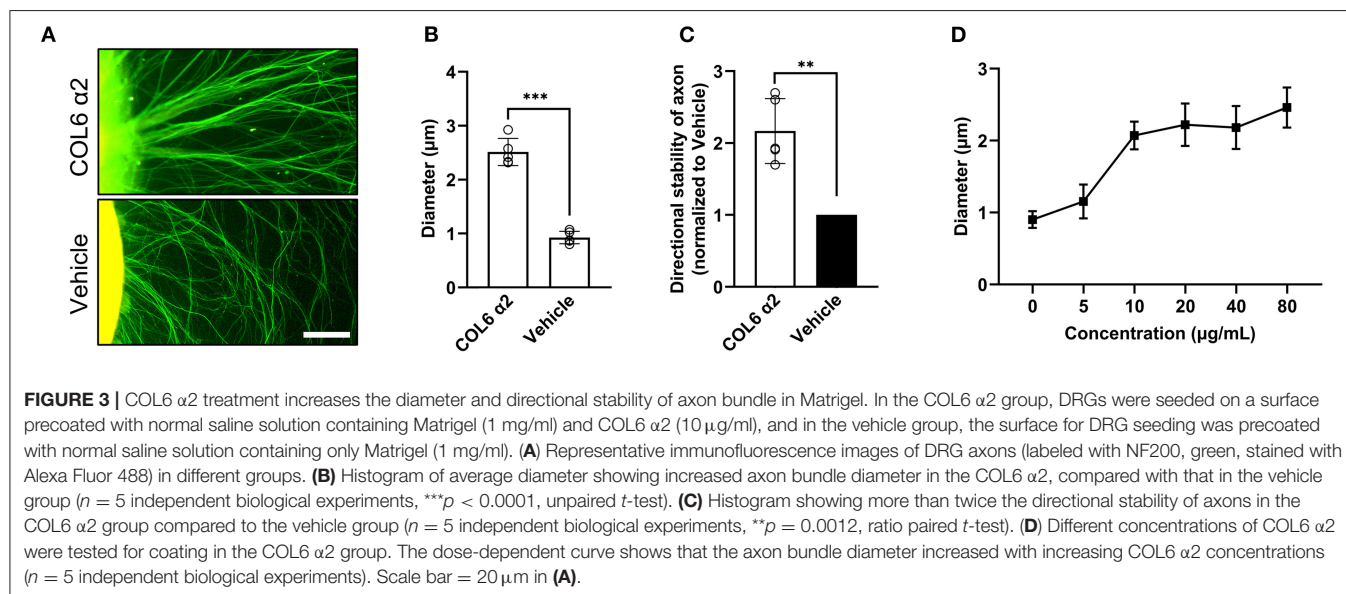 A
COL6 α2
Vehicle
B
Diameter (µm)
4
3
2
1
0
***
COL6 α2
Vehicle
C
Directional stability of axon
(normalized to Vehicle)
3
2
1
0
**
COL6 α2
Vehicle
D
Diameter (µm)
3
2
1
0
0 5 10 20 40 80
Concentration (µg/mL)
FIGURE 3 | COL6 α2 treatment increases the diameter and directional stability of axon bundle in Matrigel. In the COL6 α2 group, DRGs were seeded on a surface
precoated with normal saline solution containing Matrigel (1 mg/ml) and COL6 α2 (10 µg/ml), and in the vehicle group, the surface for DRG seeding was precoated
with normal saline solution containing only Matrigel (1 mg/ml). (A) Representative immunofluorescence images of DRG axons (labeled with NF200, green, stained with
Alexa Fluor 488) in different groups. (B) Histogram of average diameter showing increased axon bundle diameter in the COL6 α2, compared with that in the vehicle
group (n = 5 independent biological experiments, ***p < 0.0001, unpaired t-test). (C) Histogram showing more than twice the directional stability of axons in the
COL6 α2 group compared to the vehicle group (n = 5 independent biological experiments, **p = 0.0012, ratio paired t-test). (D) Different concentrations of COL6 α2
were tested for coating in the COL6 α2 group. The dose-dependent curve shows that the axon bundle diameter increased with increasing COL6 α2 concentrations
(n = 5 independent biological experiments). Scale bar = 20 µm in (A).